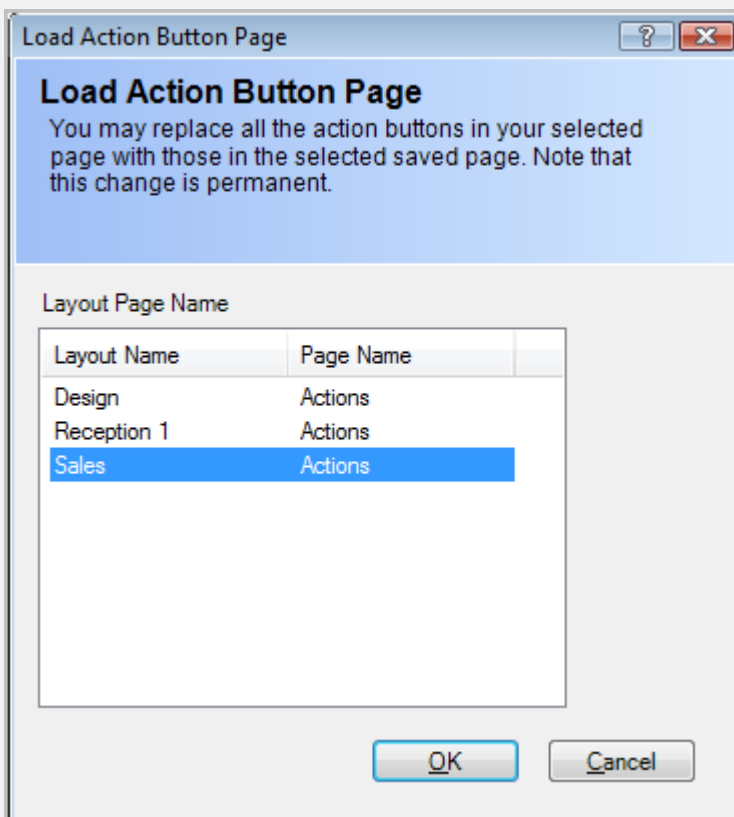 Load Action Button Page
?
Load Action Button Page
You may replace all the action buttons in your selected
page with those in the selected saved page. Note that
this change is permanent.
Layout Page Name
Layout Name Page Name
Design Actions
Reception 1 Actions
Sales Actions
OK Cancel